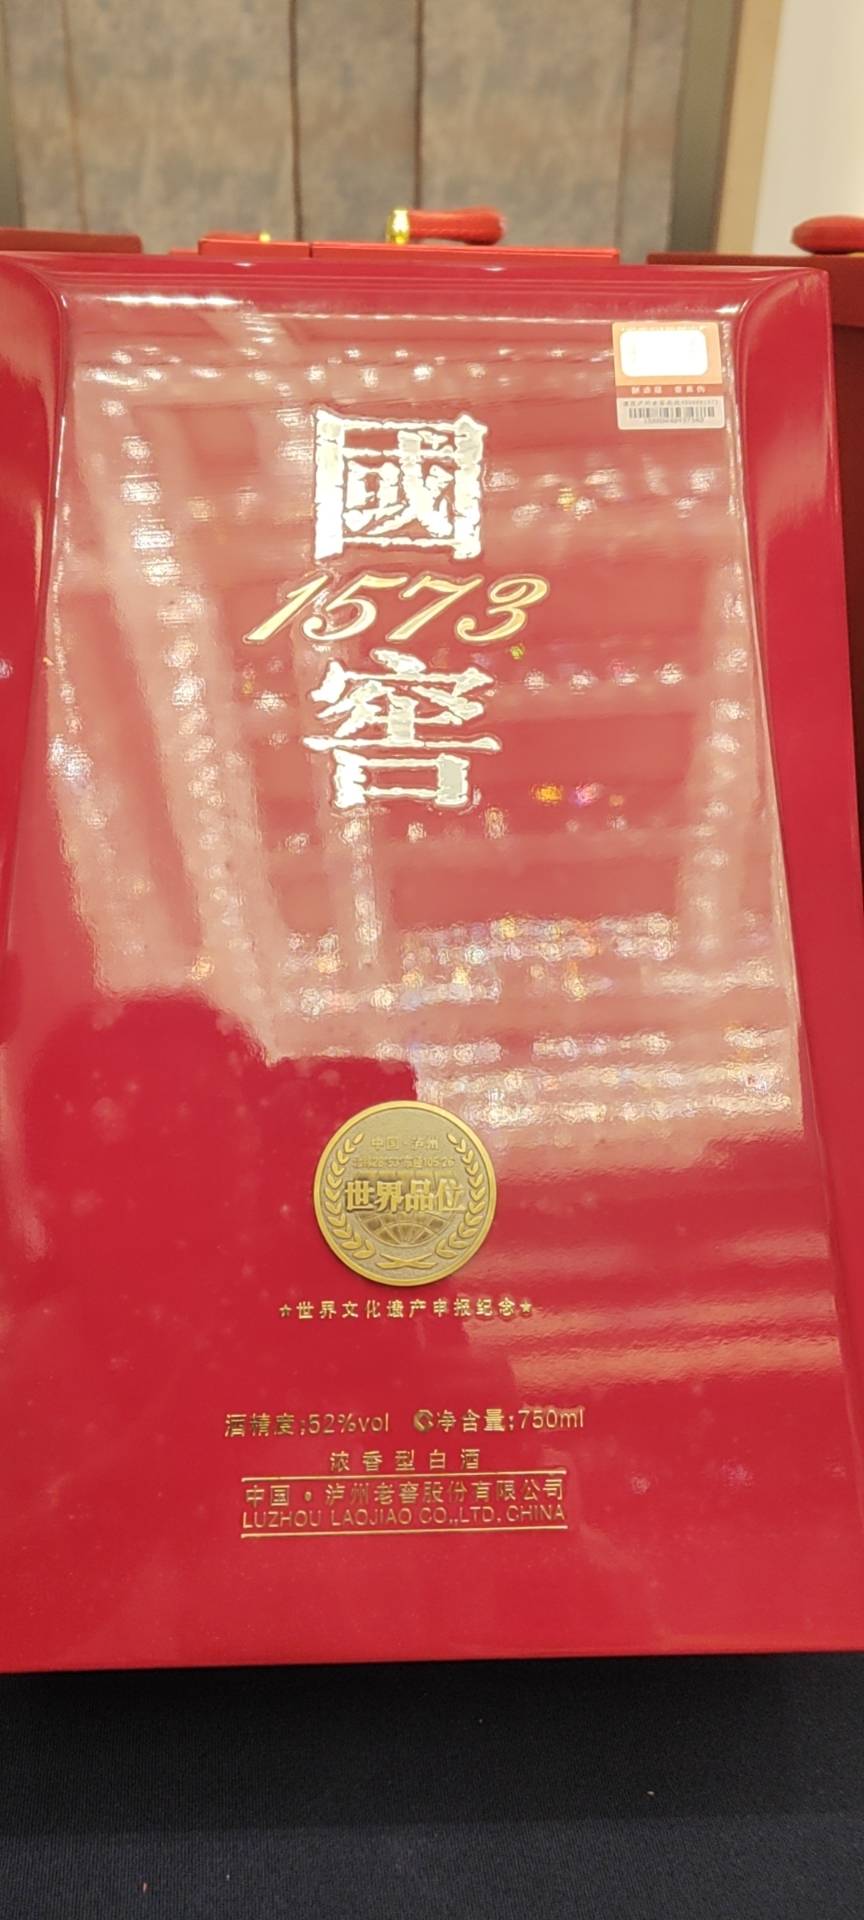 國
1573
窖
中国·泸州
世界品位
☆世界文化遗产申报纪念☆
酒精度:52%vol 净含量:750ml
浓香型白酒
中国·泸州老窖股份有限公司
LUZHOU LAOJIAO CO.,LTD. CHINA